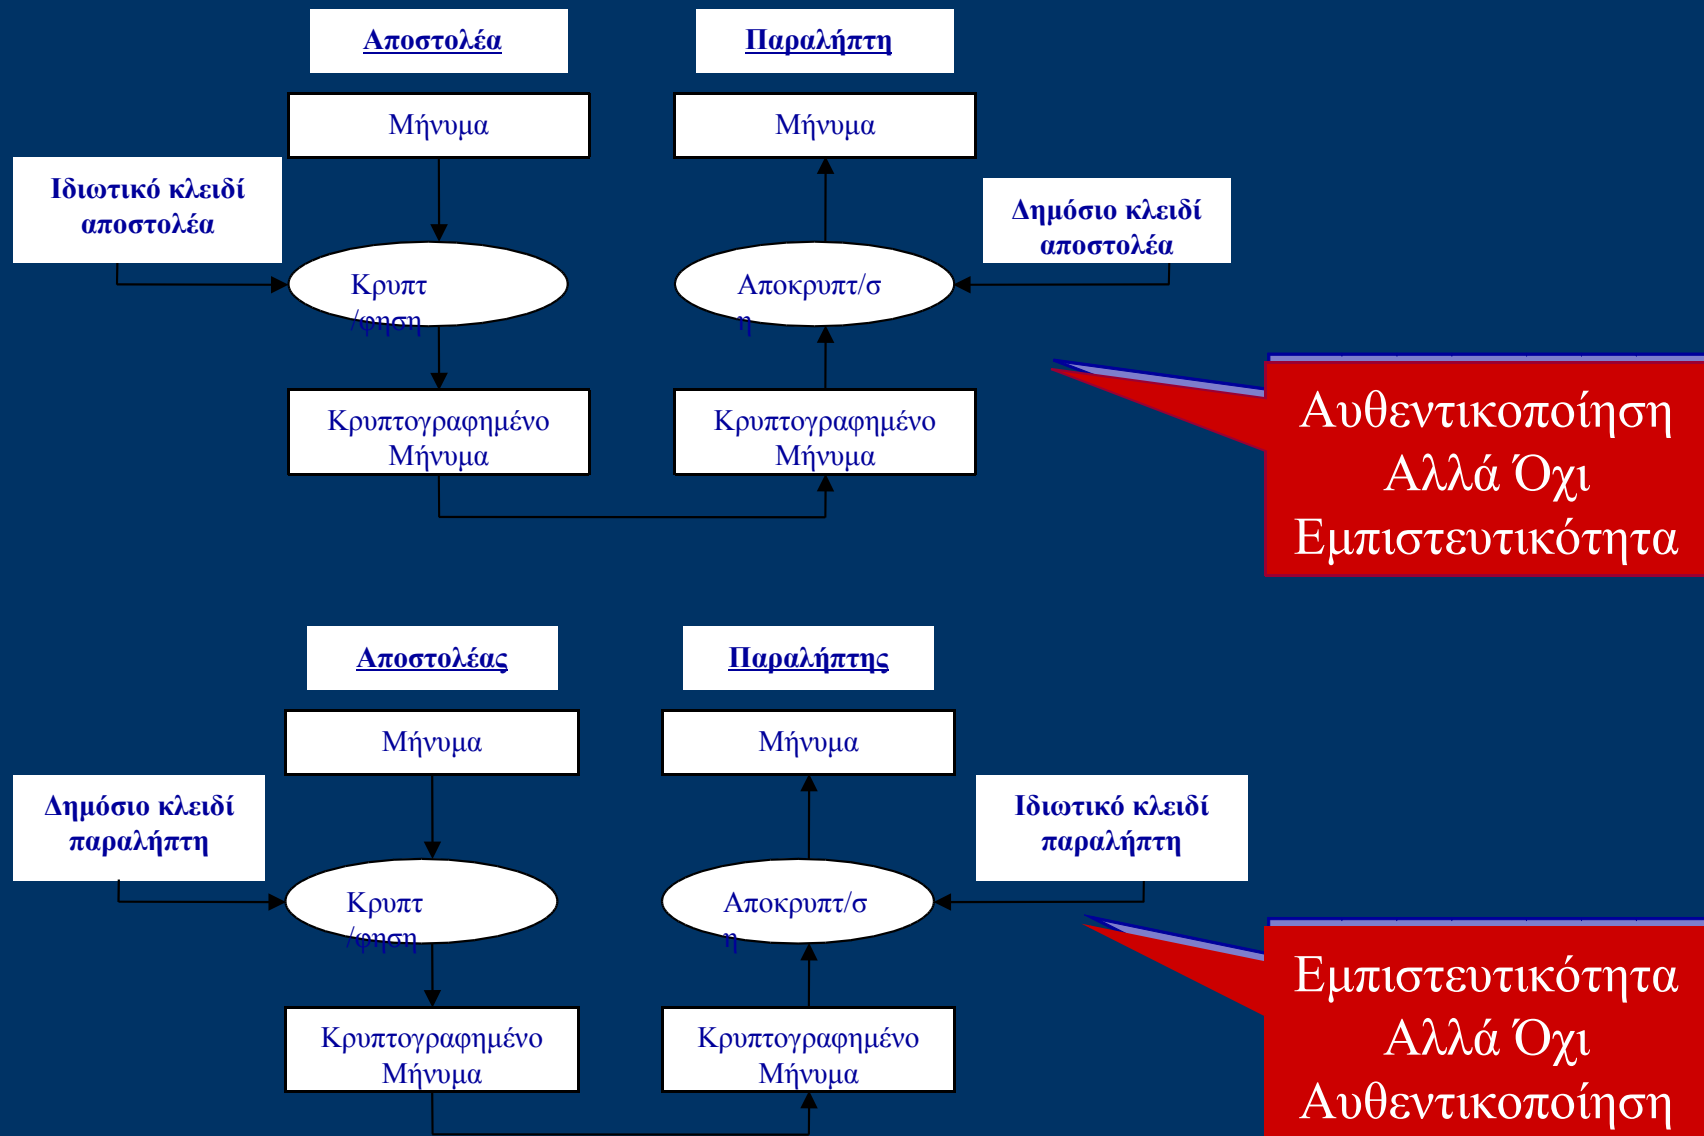 Αποστολέα
Παραλήπτη
Μήνυμα
Μήνυμα
Ιδιωτικό κλειδί
αποστολέα
Δημόσιο κλειδί
αποστολέα
Κρυπτ
/φηση
Αποκρυπτ/σ
η
Κρυπτογραφημένο
Μήνυμα
Κρυπτογραφημένο
Μήνυμα
Αυθεντικοποίηση
Αλλά Όχι
Εμπιστευτικότητα
Αποστολέας
Παραλήπτης
Μήνυμα
Μήνυμα
Δημόσιο κλειδί
παραλήπτη
Ιδιωτικό κλειδί
παραλήπτη
Κρυπτ
/φηση
Αποκρυπτ/σ
η
Κρυπτογραφημένο
Μήνυμα
Κρυπτογραφημένο
Μήνυμα
Εμπιστευτικότητα
Αλλά Όχι
Αυθεντικοποίηση